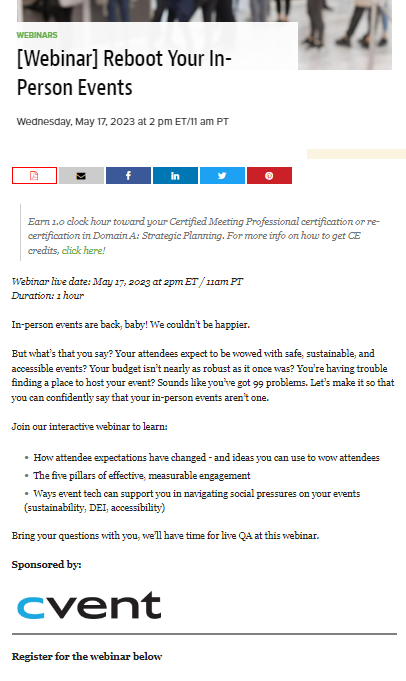 WEBINARS
[Webinar] Reboot Your In-
Person Events
Wednesday, May 17, 2023 at 2 pm ET/11 am PT
Earn 1.0 clock hour toward your Certified Meeting Professional certification or re-
certification in Domain A: Strategic Planning. For more info on how to get CE
credits, click here!
Webinar live date: May 17, 2023 at 2pm ET / 11am PT
Duration: 1 hour
In-person events are back, baby! We couldn't be happier.
But what's that you say? Your attendees expect to be wowed with safe, sustainable, and
accessible events? Your budget isn't nearly as robust as it once was? You're having trouble
finding a place to host your event? Sounds like you've got 99 problems. Let's make it so that
you can confidently say that your in-person events aren't one.
Join our interactive webinar to learn:
• How attendee expectations have changed - and ideas you can use to wow attendees
• The five pillars of effective, measurable engagement
• Ways event tech can support you in navigating social pressures on your events
(sustainability, DEI, accessibility)
Bring your questions with you, we'll have time for live QA at this webinar.
Sponsored by:
cvent
Register for the webinar below